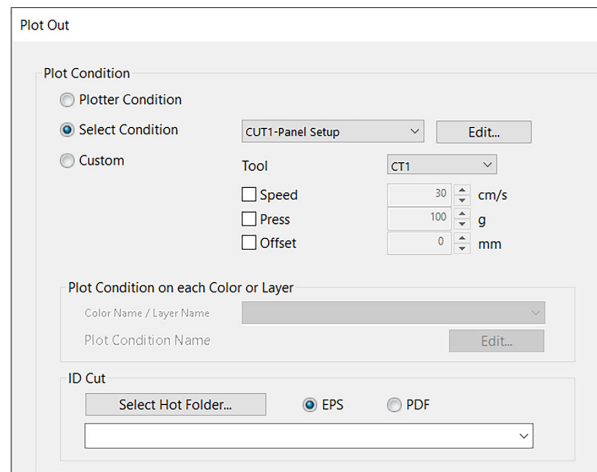 Plot Out
Plot Condition
Plotter Condition
Select Condition CUT1-Panel Setup Edit...
Custom Tool CT1
Speed 30 cm/s
Press 100 g
Offset 0 mm
Plot Condition on each Color or Layer
Color Name / Layer Name
Plot Condition Name Edit...
ID Cut
Select Hot Folder... EPS PDF